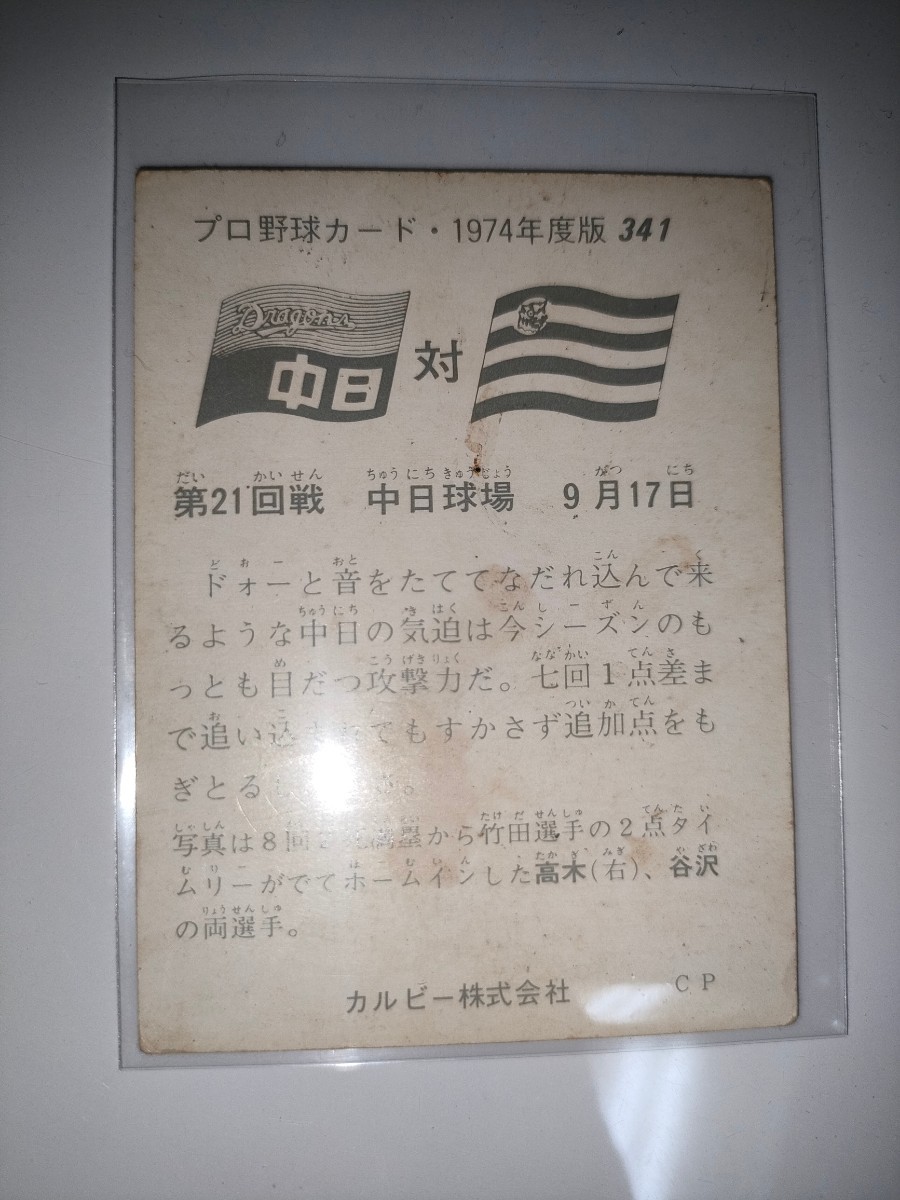 プロ野球カード・1974年度版 341
Dragons
中日
対
第21回戦 中日球場 9月17日
ドォーと音をたててなだれ込んで来
るような中日の気迫は今シーズンのも
っとも目だつ攻撃力だ。七回1点差ま
で追い込 てもすかさず追加点をも
ぎとる 。
写真は8回 満塁から竹田選手の2点タイ
ムリーがでてホームインした高木(右)、谷沢
の両選手。
カルビー株式会社 CP